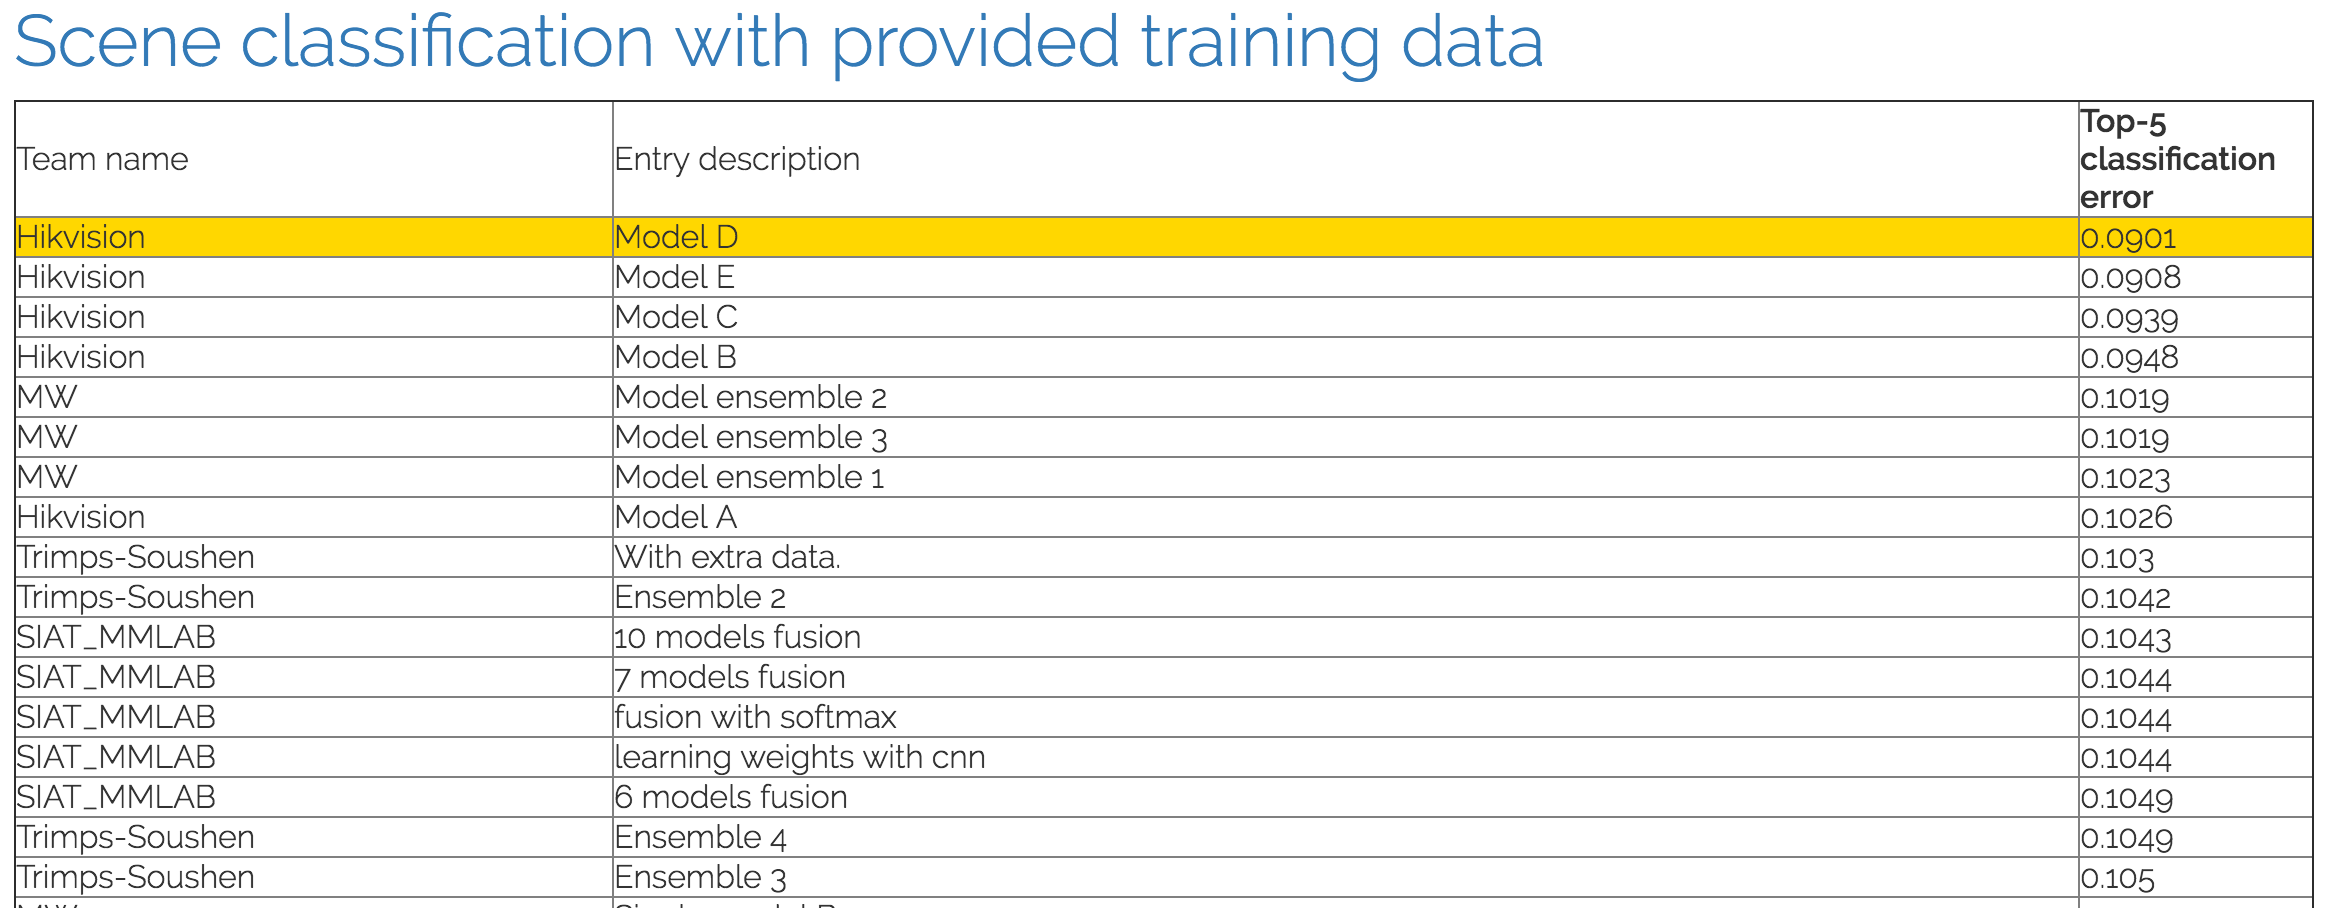 Scene classification with provided training data
Team name Entry description Top-5 classification error
Hikvision Model D 0.0901
Hikvision Model E 0.0908
Hikvision Model C 0.0939
Hikvision Model B 0.0948
MW Model ensemble 2 0.1019
MW Model ensemble 3 0.1019
MW Model ensemble 1 0.1023
Hikvision Model A 0.1026
Trimps-Soushen With extra data. 0.103
Trimps-Soushen Ensemble 2 0.1042
SIAT_MMLAB 10 models fusion 0.1043
SIAT_MMLAB 7 models fusion 0.1044
SIAT_MMLAB fusion with softmax 0.1044
SIAT_MMLAB learning weights with cnn 0.1044
SIAT_MMLAB 6 models fusion 0.1049
Trimps-Soushen Ensemble 4 0.1049
Trimps-Soushen Ensemble 3 0.105